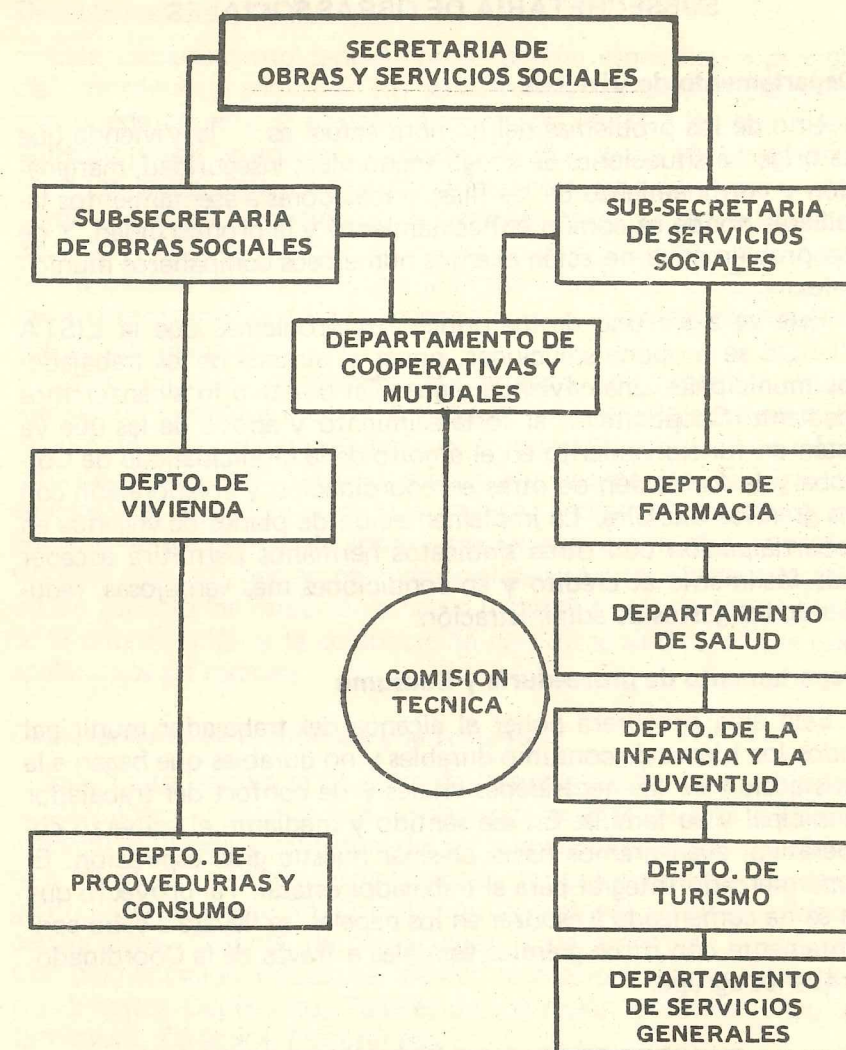 SECRETARIA DE
OBRAS Y SERVICIOS SOCIALES
SUB-SECRETARIA
DE OBRAS SOCIALES
SUB-SECRETARIA
DE SERVICIOS
SOCIALES
DEPARTAMENTO DE
COOPERATIVAS Y
MUTUALES
DEPTO. DE
VIVIENDA
DEPTO. DE
FARMACIA
DEPARTAMENTO
DE SALUD
COMISION
TECNICA
DEPTO. DE LA
INFANCIA Y LA
JUVENTUD
DEPTO. DE
PROOVEDURIAS Y
CONSUMO
DEPTO. DE
TURISMO
DEPARTAMENTO
DE SERVICIOS
GENERALES